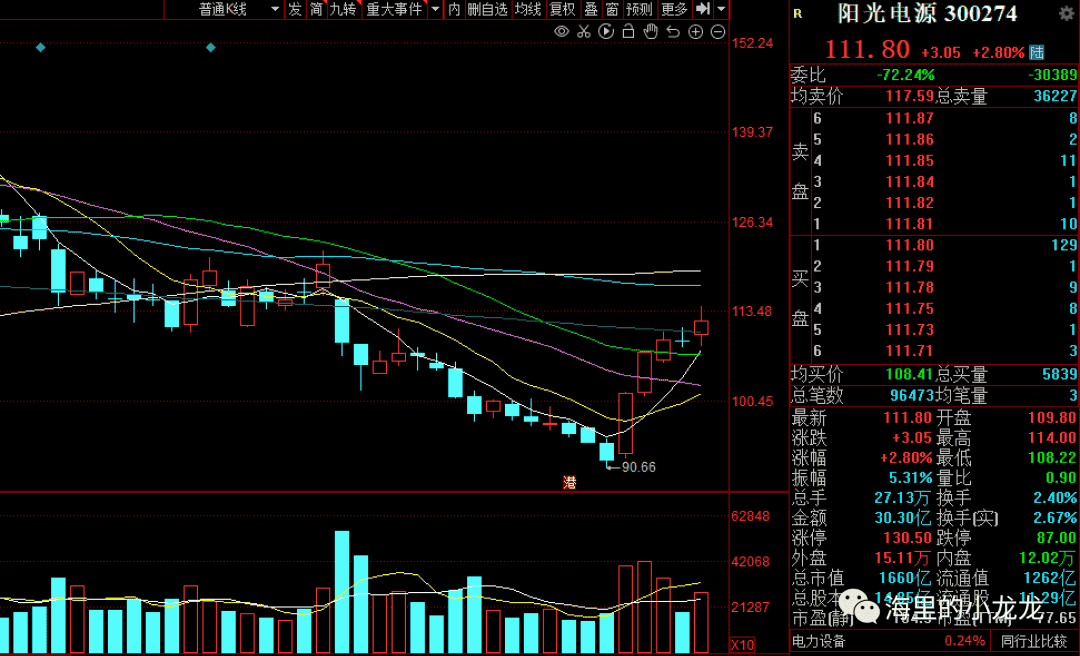 普通K线 发 简 九转 重大事件 内 删自选 均线 复权 叠 窗 预测 更多
R 阳光电源 300274
111.80 +3.05 +2.80% 陆
152.24
139.37
126.34
113.48
100.45
←90.66
港
62848
42068
21287
X10
委比 -72.24% -30389
均卖价 117.59 总卖量 36227
卖盘
6 111.87 8
5 111.86 2
4 111.85 11
3 111.84 1
2 111.82 1
1 111.81 10
买盘
1 111.80 129
2 111.79 1
3 111.78 9
4 111.75 8
5 111.73 1
6 111.71 3
均买价 108.41 总买量 5839
总笔数 96473 均笔量 3
最新 111.80 开盘 109.80
涨跌 +3.05 最高 114.00
涨幅 +2.80% 最低 108.22
振幅 5.31% 量比 0.90
总手 27.13万 换手 2.40%
金额 30.30亿 换手(实) 2.67%
涨停 130.50 跌停 87.00
外盘 15.11万 内盘 12.02万
总市值 1660亿 流通值 1262亿
总股本 流通股 11.29亿
市盈(静) 市盈(TTM) 77.65
海里的小龙龙
电力设备 0.24% 同行业比较